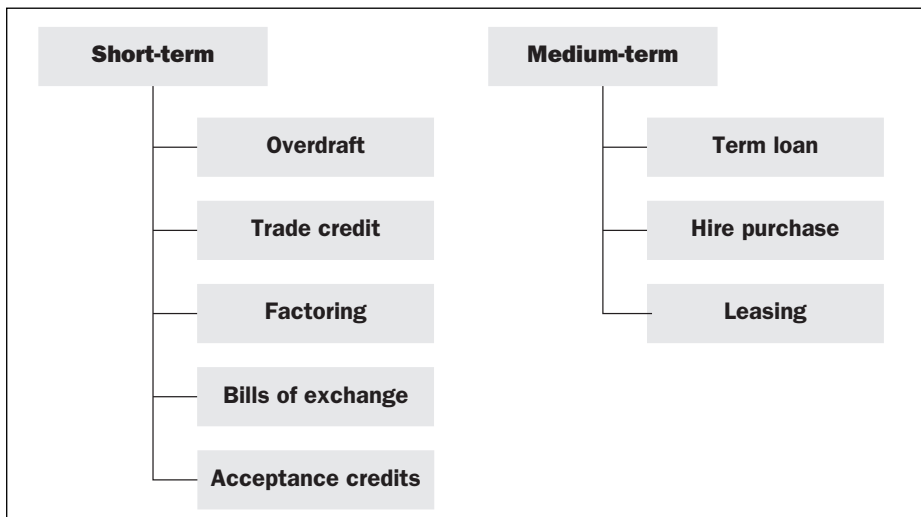 Short-term
Overdraft
Trade credit
Factoring
Bills of exchange
Acceptance credits
Medium-term
Term loan
Hire purchase
Leasing